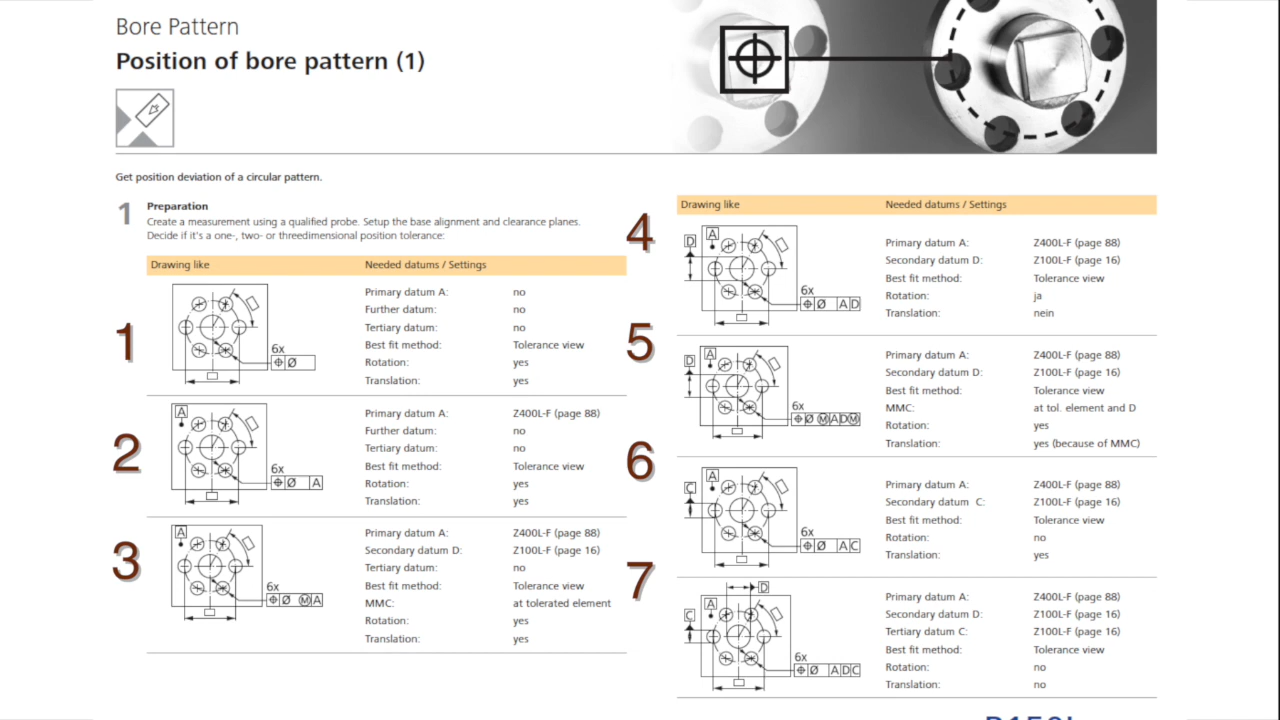 Bore Pattern
Position of bore pattern (1)
Get position deviation of a circular pattern.
1 Preparation
Create a measurement using a qualified probe. Setup the base alignment and clearance planes.
Decide if it's a one-, two- or threedimensional position tolerance:
Drawing like Needed datums / Settings
1
6x
Ø
Primary datum A: no
Further datum: no
Tertiary datum: no
Best fit method: Tolerance view
Rotation: yes
Translation: yes
2
A
6x
Ø A
Primary datum A: Z400L-F (page 88)
Further datum: no
Tertiary datum: no
Best fit method: Tolerance view
Rotation: yes
Translation: yes
3
A
6x
Ø Ⓜ A
Primary datum A: Z400L-F (page 88)
Secondary datum D: Z100L-F (page 16)
Tertiary datum: no
Best fit method: Tolerance view
MMC: at tolerated element
Rotation: yes
Translation: yes
Drawing like Needed datums / Settings
4
D A
6x
Ø A D
Primary datum A: Z400L-F (page 88)
Secondary datum D: Z100L-F (page 16)
Best fit method: Tolerance view
Rotation: ja
Translation: nein
5
D A
6x
Ø Ⓜ A D Ⓜ
Primary datum A: Z400L-F (page 88)
Secondary datum D: Z100L-F (page 16)
Best fit method: Tolerance view
MMC: at tol. element and D
Rotation: yes
Translation: yes (because of MMC)
6
C A
6x
Ø A C
Primary datum A: Z400L-F (page 88)
Secondary datum C: Z100L-F (page 16)
Best fit method: Tolerance view
Rotation: no
Translation: yes
7
D
C A
6x
Ø A D C
Primary datum A: Z400L-F (page 88)
Secondary datum D: Z100L-F (page 16)
Tertiary datum C: Z100L-F (page 16)
Best fit method: Tolerance view
Rotation: no
Translation: no